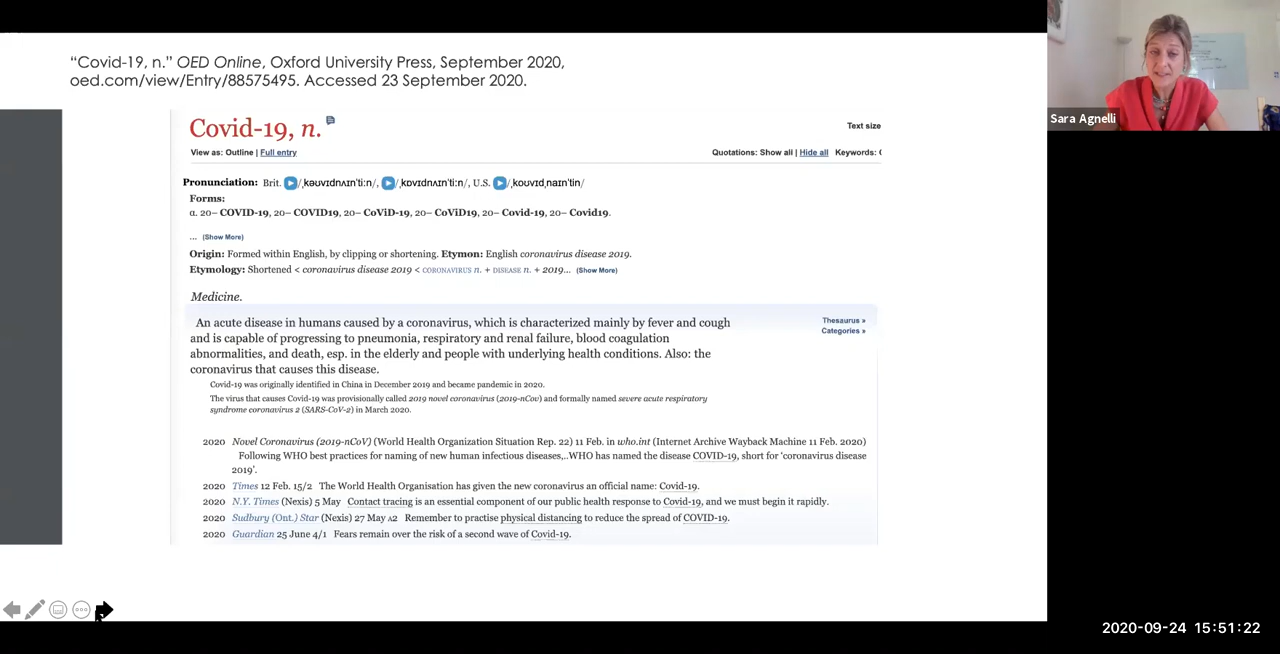 “Covid-19, n.” OED Online, Oxford University Press, September 2020,
oed.com/view/Entry/88575495. Accessed 23 September 2020.
Covid-19, n.
Text size
View as: Outline | Full entry
Quotations: Show all | Hide all Keywords:
Pronunciation: Brit. /ˌkəʊvɪdnʌɪnˈtiːn/, /ˌkɒvɪdnʌɪnˈtiːn/, U.S. /ˌkoʊvɪdˌnaɪnˈtin/
Forms:
α. 20– COVID-19, 20– COVID19, 20– CoViD-19, 20– CoViD19, 20– Covid-19, 20– Covid19.
... (Show More)
Origin: Formed within English, by clipping or shortening. Etymon: English coronavirus disease 2019.
Etymology: Shortened < coronavirus disease 2019 < CORONAVIRUS n. + DISEASE n. + 2019... (Show More)
Medicine.
An acute disease in humans caused by a coronavirus, which is characterized mainly by fever and cough
and is capable of progressing to pneumonia, respiratory and renal failure, blood coagulation
abnormalities, and death, esp. in the elderly and people with underlying health conditions. Also: the
coronavirus that causes this disease.
Thesaurus »
Categories »
Covid-19 was originally identified in China in December 2019 and became pandemic in 2020.
The virus that causes Covid-19 was provisionally called 2019 novel coronavirus (2019-nCov) and formally named severe acute respiratory
syndrome coronavirus 2 (SARS-CoV-2) in March 2020.
2020 Novel Coronavirus (2019-nCoV) (World Health Organization Situation Rep. 22) 11 Feb. in who.int (Internet Archive Wayback Machine 11 Feb. 2020)
Following WHO best practices for naming of new human infectious diseases,..WHO has named the disease COVID-19, short for ‘coronavirus disease
2019’.
2020 Times 12 Feb. 15/2 The World Health Organisation has given the new coronavirus an official name: Covid-19.
2020 N.Y. Times (Nexis) 5 May Contact tracing is an essential component of our public health response to Covid-19, and we must begin it rapidly.
2020 Sudbury (Ont.) Star (Nexis) 27 May A2 Remember to practise physical distancing to reduce the spread of COVID-19.
2020 Guardian 25 June 4/1 Fears remain over the risk of a second wave of Covid-19.
Sara Agnelli
2020-09-24 15:51:22